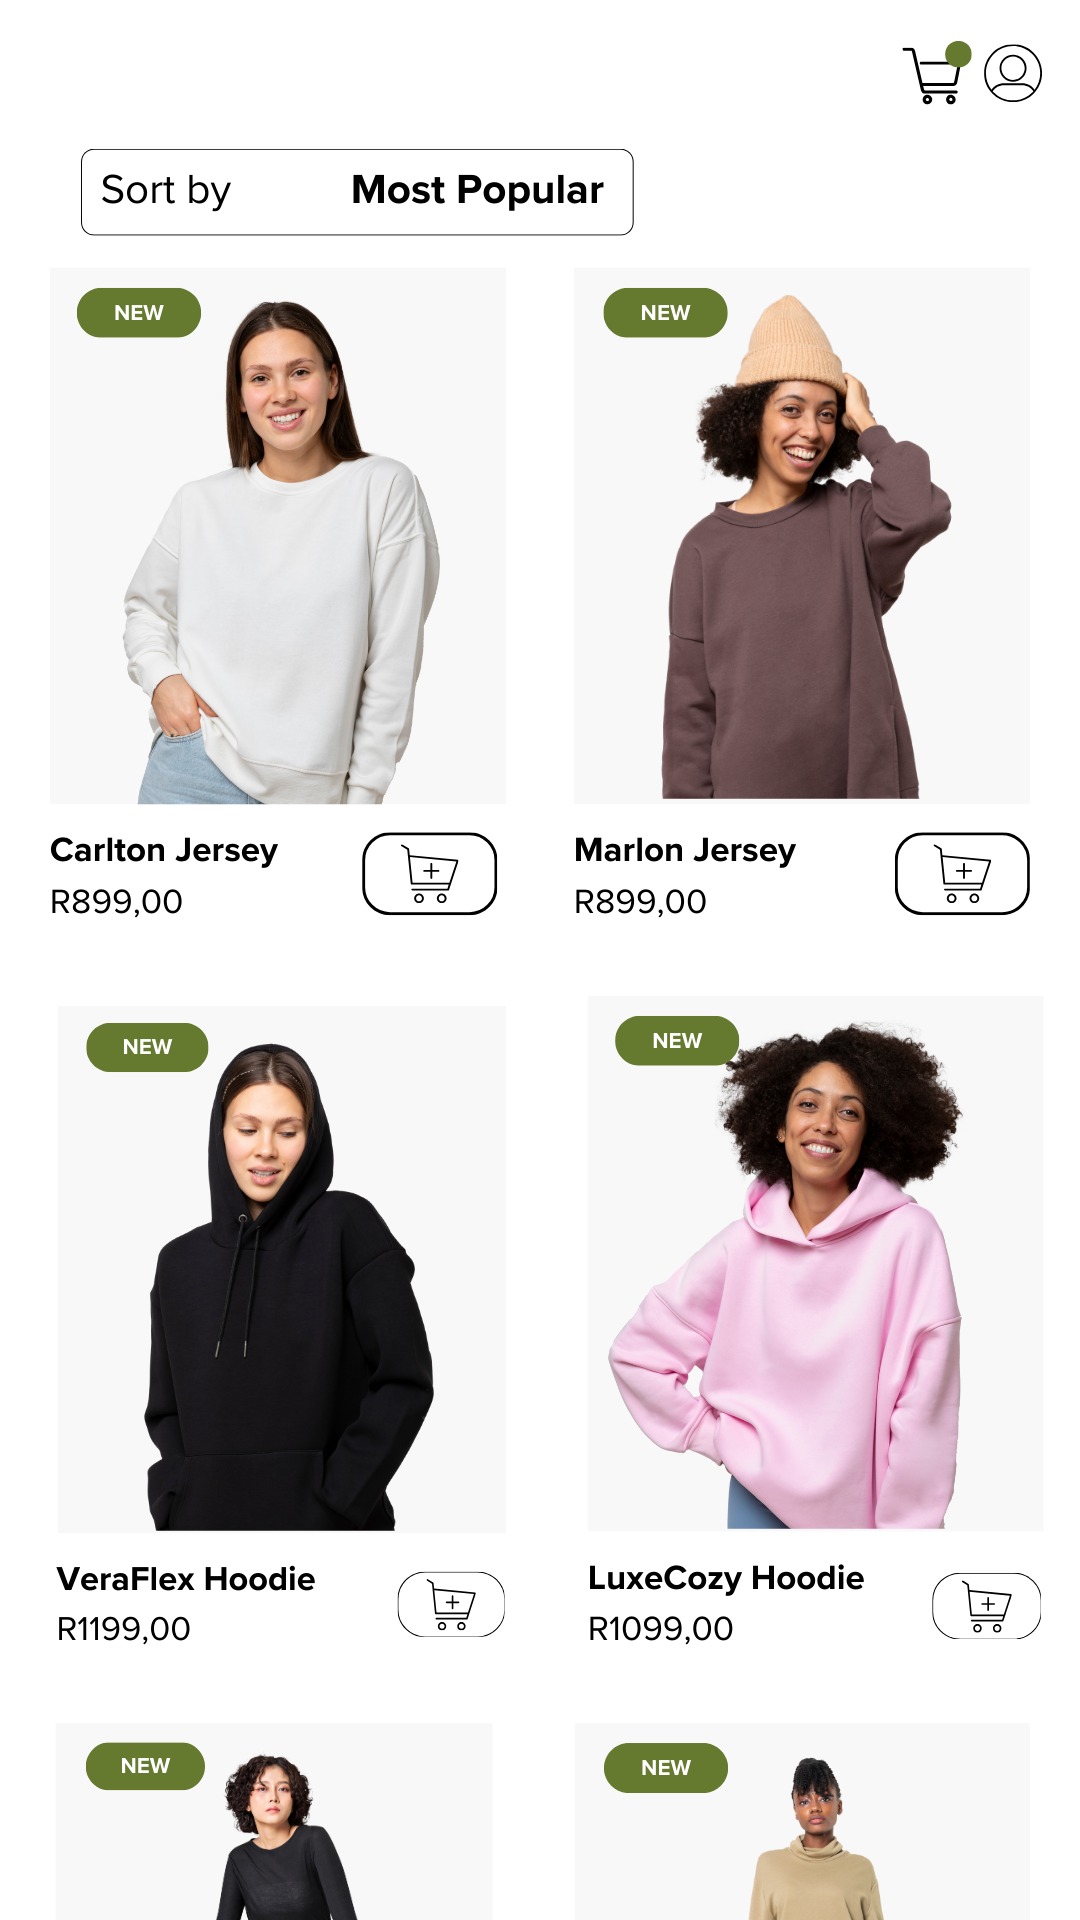 Sort by Most Popular
NEW
NEW
Carlton Jersey
R899,00
Marlon Jersey
R899,00
NEW
NEW
VeraFlex Hoodie
R1199,00
LuxeCozy Hoodie
R1099,00
NEW
NEW